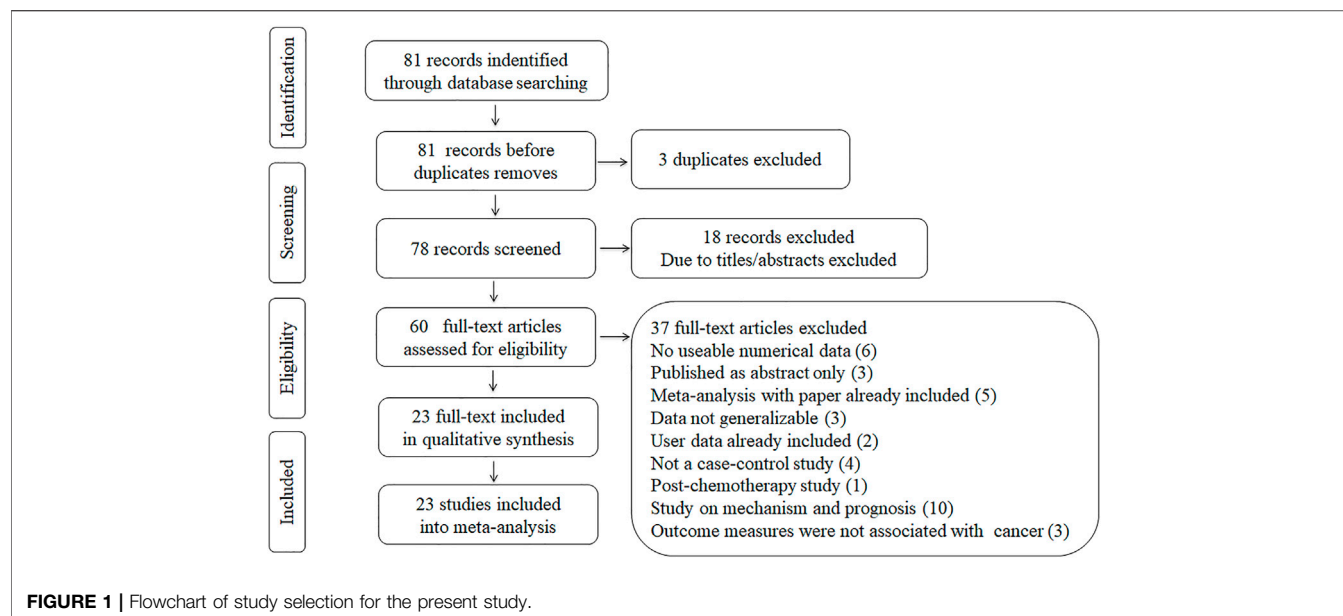 Identification
81 records indentified
through database searching
81 records before
duplicates removes
3 duplicates excluded
Screening
78 records screened
18 records excluded
Due to titles/abstracts excluded
Eligibility
60 full-text articles
assessed for eligibility
37 full-text articles excluded
No useable numerical data (6)
Published as abstract only (3)
Meta-analysis with paper already included (5)
Data not generalizable (3)
User data already included (2)
Not a case-control study (4)
Post-chemotherapy study (1)
Study on mechanism and prognosis (10)
Outcome measures were not associated with cancer (3)
23 full-text included
in qualitative synthesis
Included
23 studies included
into meta-analysis
FIGURE 1 | Flowchart of study selection for the present study.